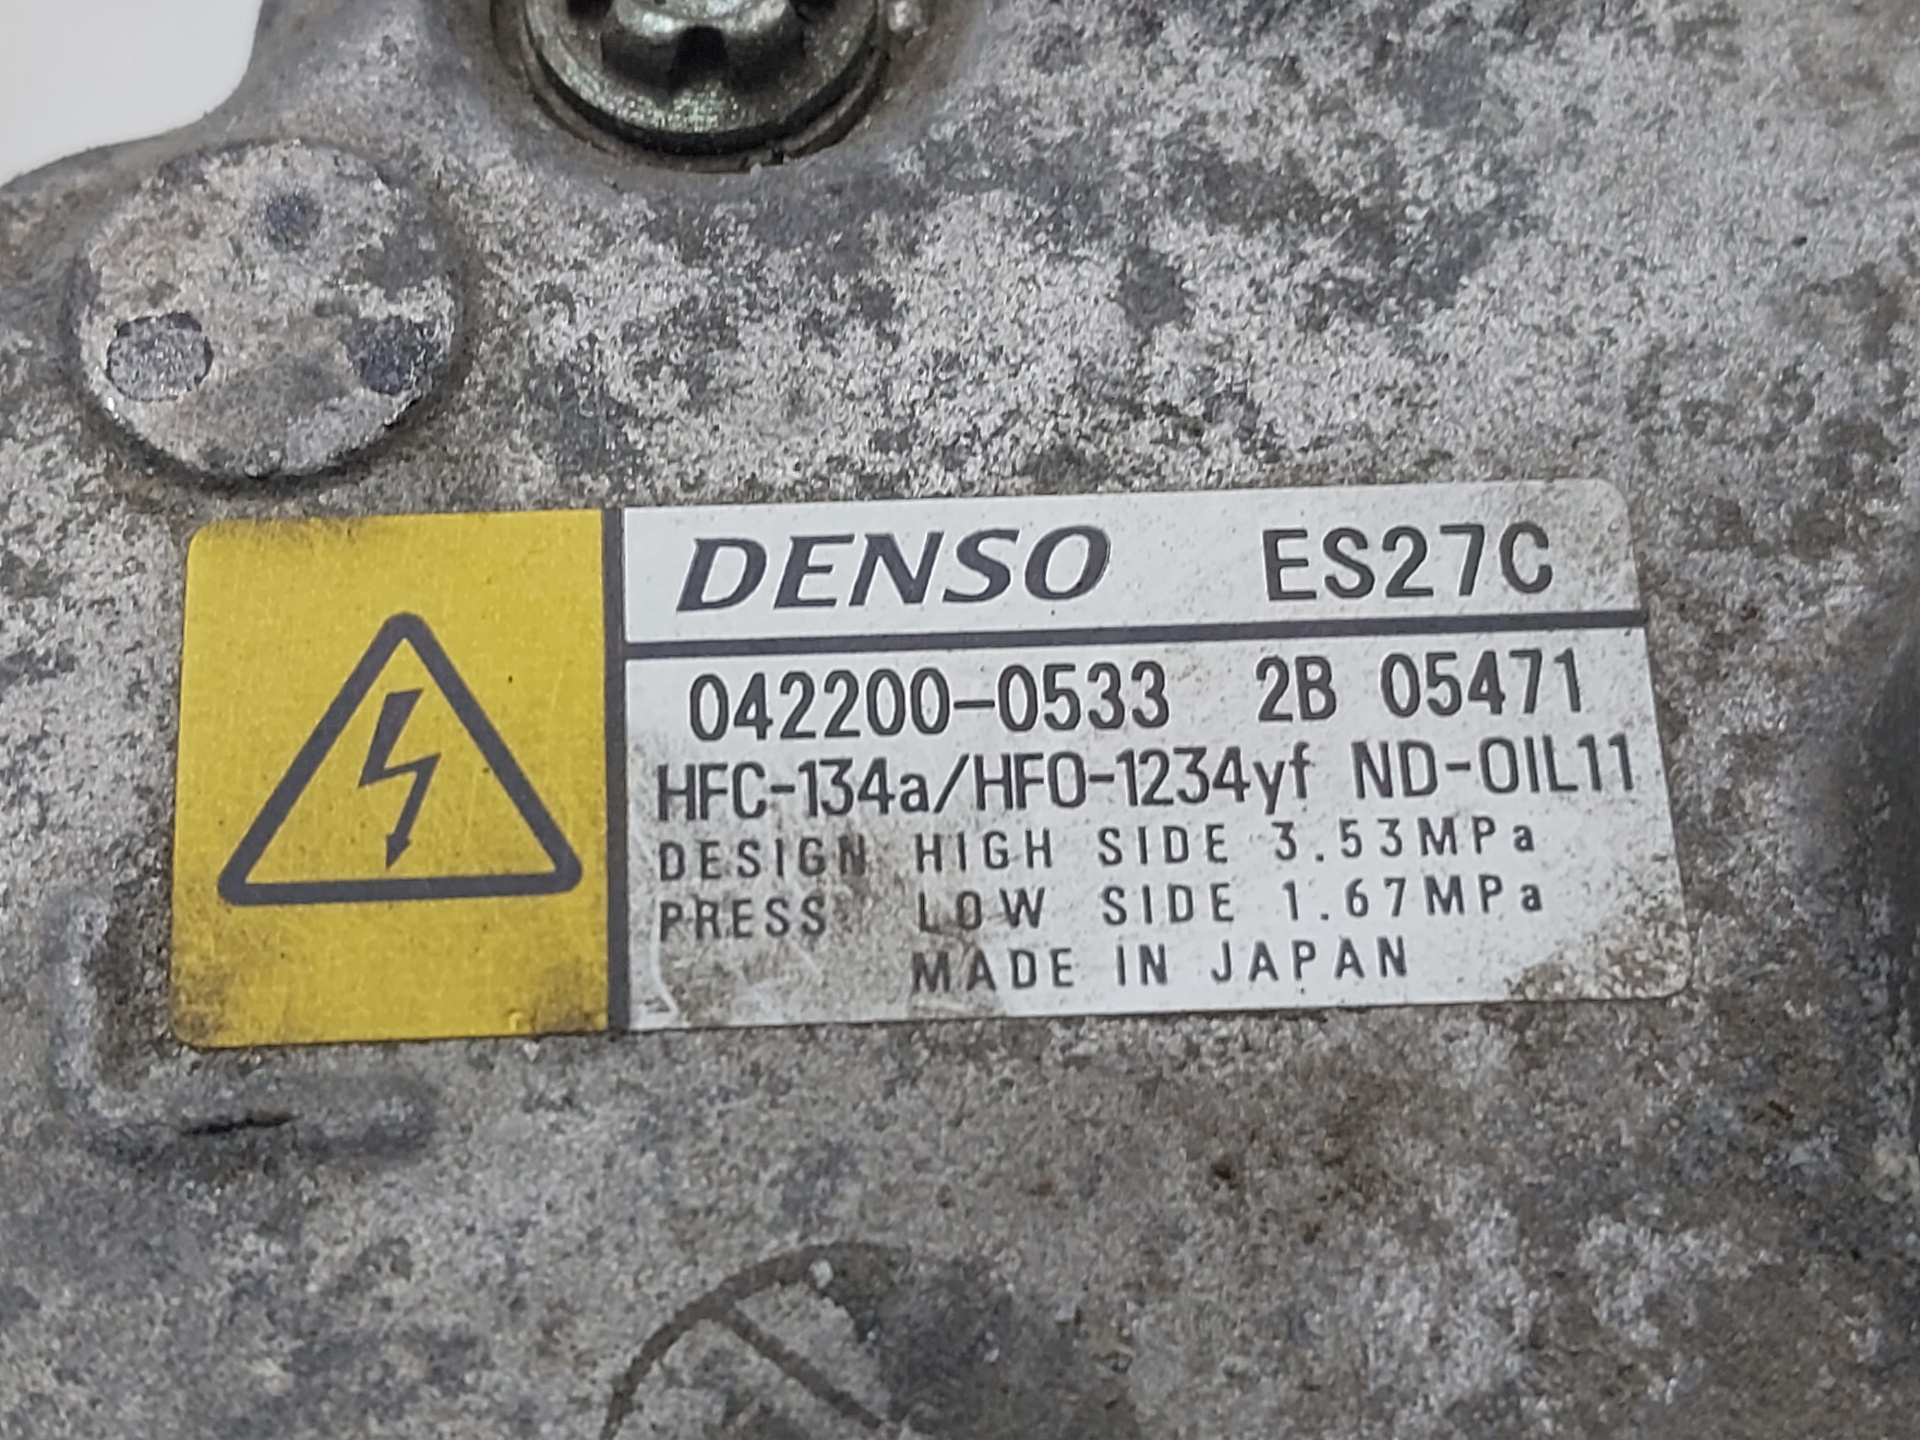 DENSO ES27C
042200-0533 2B 05471
HFC-134a/HFO-1234yf ND-OIL11
DESIGN HIGH SIDE 3.53MPa
PRESS LOW SIDE 1.67MPa
MADE IN JAPAN